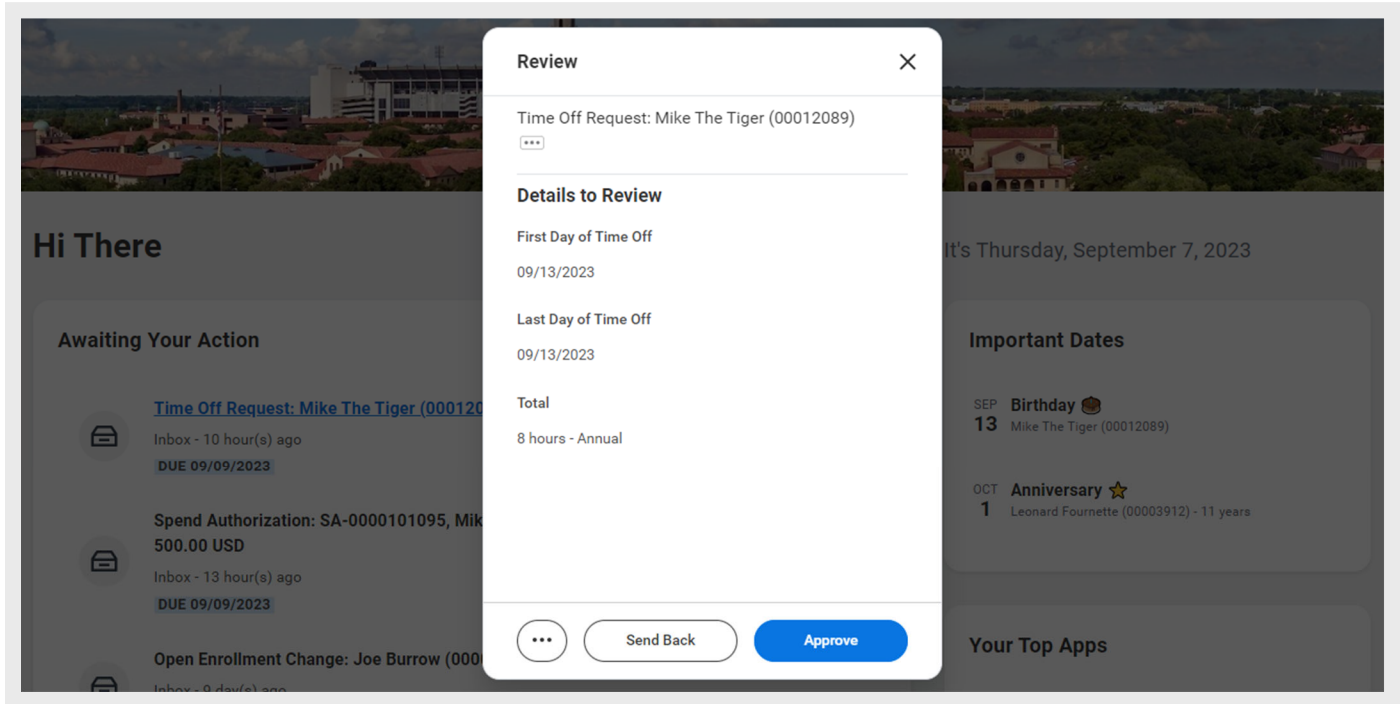 Review
Time Off Request: Mike The Tiger (00012089)
Details to Review
First Day of Time Off
09/13/2023
Last Day of Time Off
09/13/2023
Total
8 hours - Annual
Send Back
Approve
Hi There
It's Thursday, September 7, 2023
Awaiting Your Action
Time Off Request: Mike The Tiger (000120
Inbox - 10 hour(s) ago
DUE 09/09/2023
Spend Authorization: SA-0000101095, Mik
500.00 USD
Inbox - 13 hour(s) ago
DUE 09/09/2023
Open Enrollment Change: Joe Burrow (000
Inbox - 9 day(s) ago
Important Dates
SEP
13
Birthday
Mike The Tiger (00012089)
OCT
1
Anniversary
Leonard Fournette (00003912) - 11 years
Your Top Apps